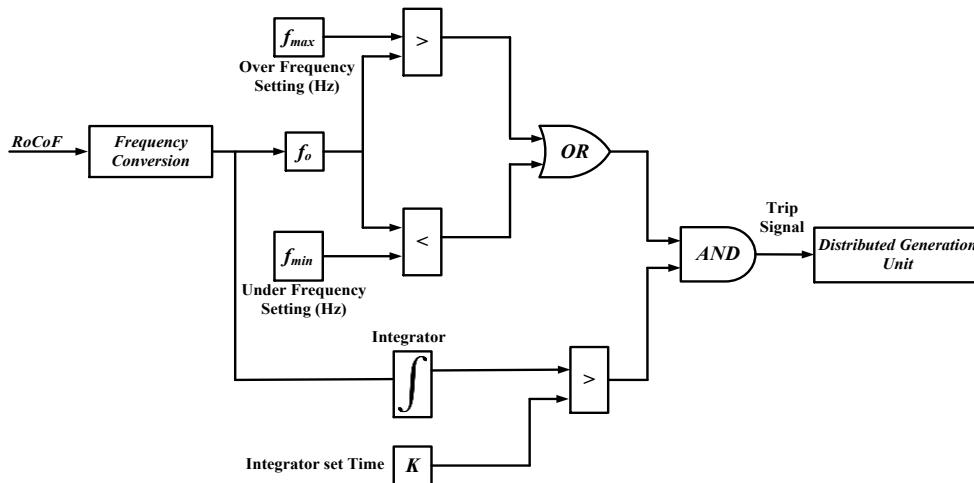 f_max
>
Over Frequency
Setting (Hz)
RoCoF
Frequency
Conversion
f_o
OR
<
f_min
Under Frequency
Setting (Hz)
AND
Trip
Signal
Distributed Generation
Unit
Integrator
∫
>
Integrator set Time
K